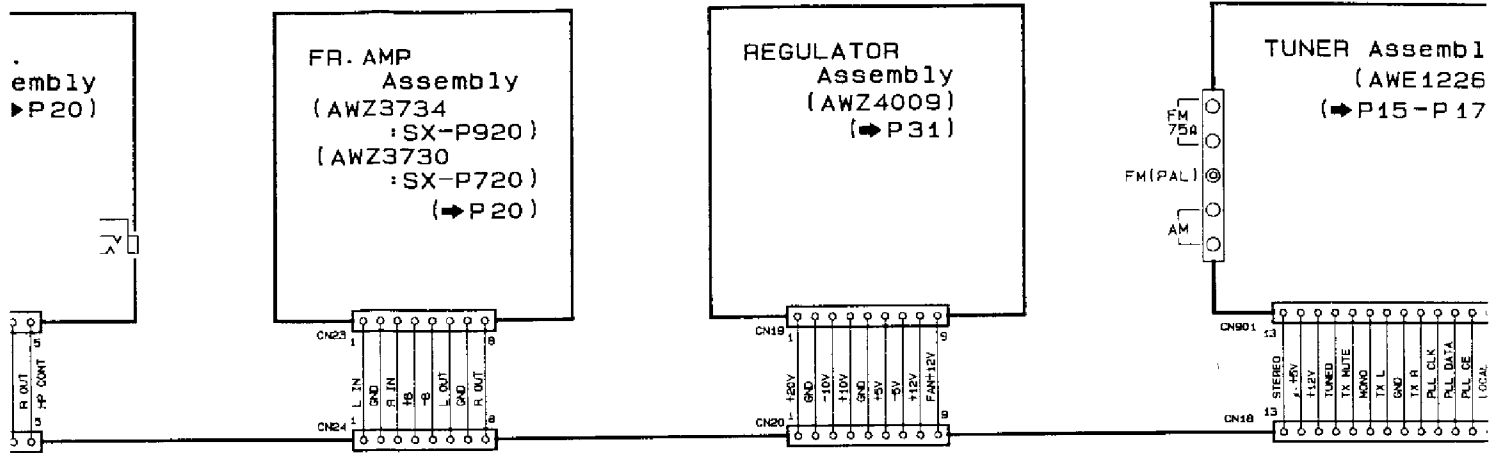 .
embly
➡P20)
5
R OUT
HP CONT
5
FR. AMP
Assembly
(AWZ3734
:SX-P920)
(AWZ3730
:SX-P720)
(➡P20)
CN23
1
8
L IN
GND
R IN
+B
-B
L OUT
GND
R OUT
CN24
1
8
REGULATOR
Assembly
(AWZ4009)
(➡P31)
CN19
1
9
+20V
GND
-10V
+10V
GND
+5V
-5V
+12V
FAN+12V
CN20
1
9
TUNER Assembl
(AWE1226
(➡P15-P17
FM
75Ω
FM(PAL)
AM
CN901
13
STEREO
+5V
+12V
TUNED
TX MUTE
MONO
TX L
GND
TX R
PLL CLK
PLL DATA
PLL CE
LOCAL
CN18
13